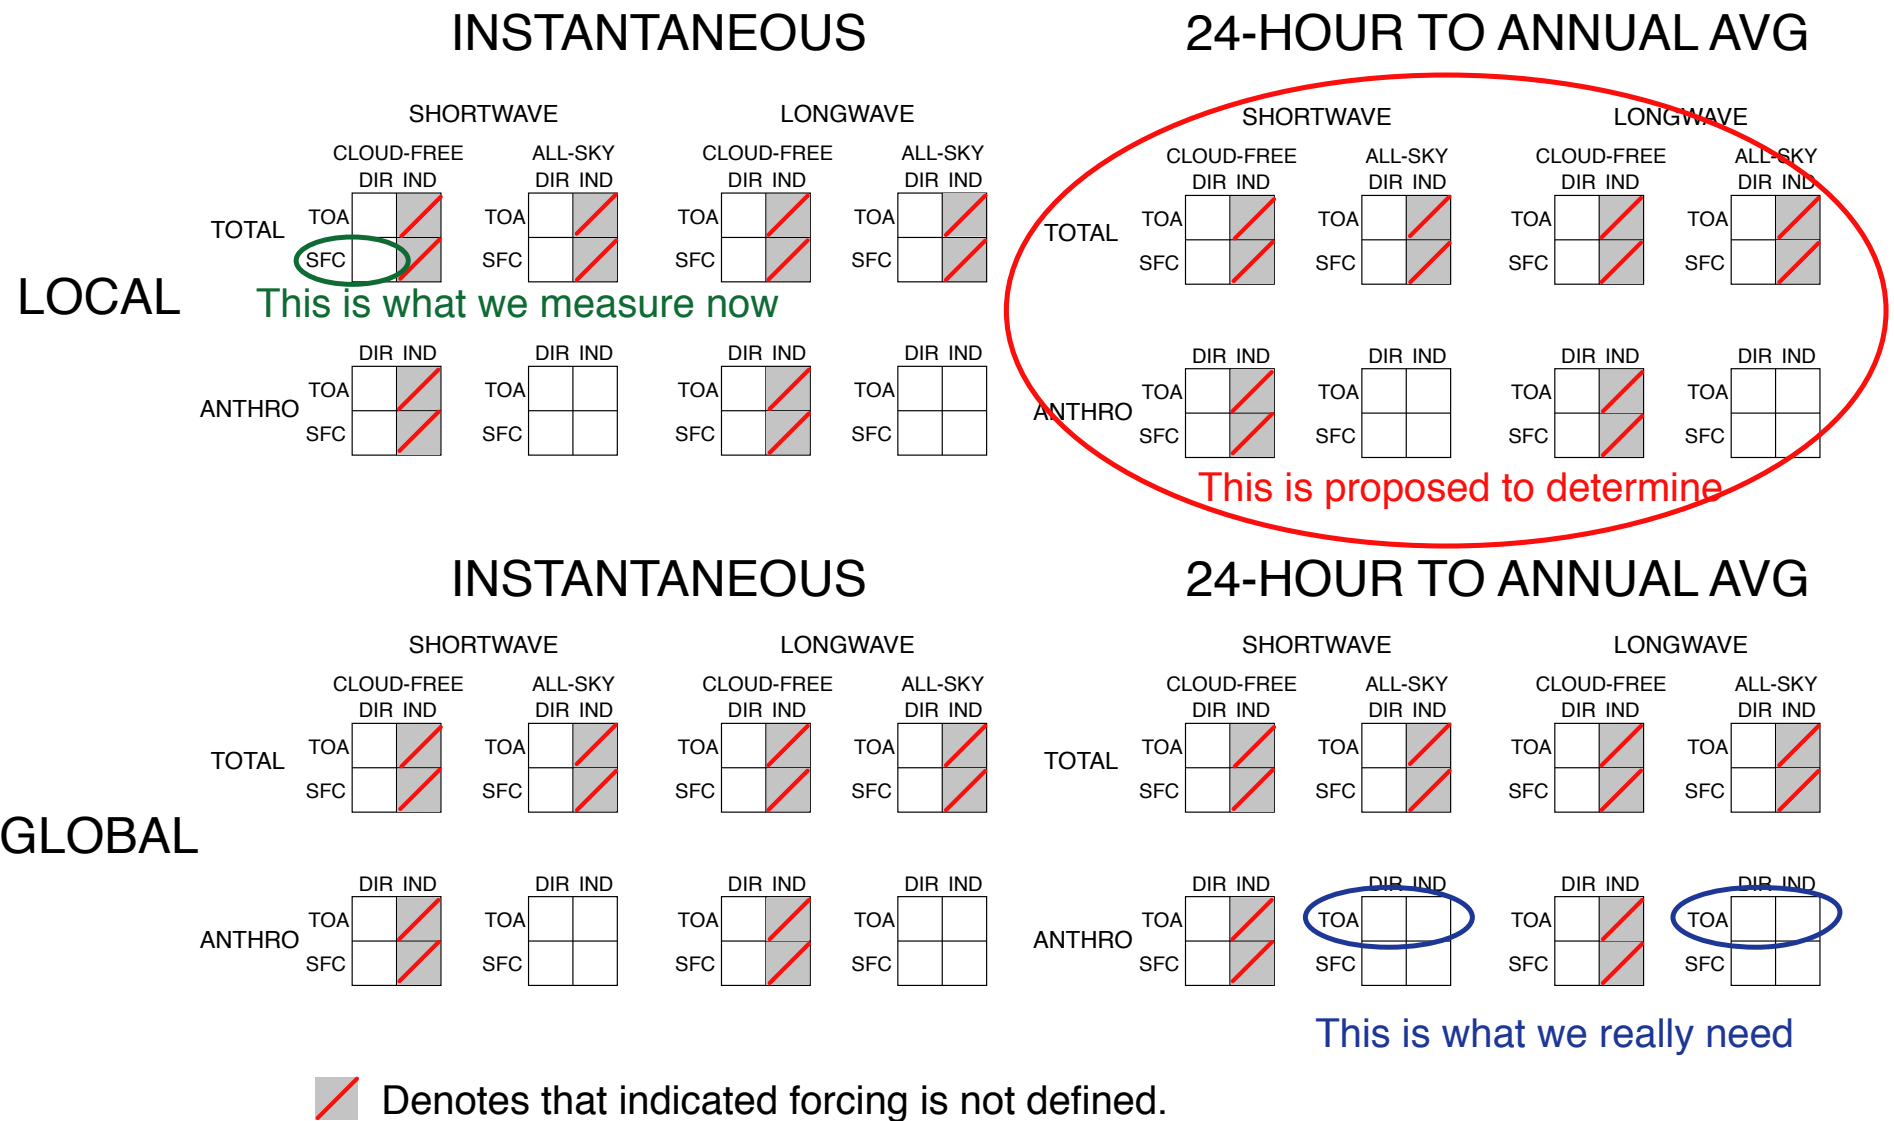 INSTANTANEOUS 24-HOUR TO ANNUAL AVG
SHORTWAVE LONGWAVE SHORTWAVE LONGWAVE
CLOUD-FREE ALL-SKY CLOUD-FREE ALL-SKY CLOUD-FREE ALL-SKY CLOUD-FREE ALL-SKY
DIR IND DIR IND DIR IND DIR IND DIR IND DIR IND DIR IND DIR IND
TOA TOA TOA TOA TOA TOA TOA TOA
TOTAL TOTAL
SFC SFC SFC SFC SFC SFC SFC SFC
LOCAL
This is what we measure now
DIR IND DIR IND DIR IND DIR IND DIR IND DIR IND DIR IND DIR IND
TOA TOA TOA TOA TOA TOA TOA TOA
ANTHRO ANTHRO
SFC SFC SFC SFC SFC SFC SFC SFC
This is proposed to determine
INSTANTANEOUS 24-HOUR TO ANNUAL AVG
SHORTWAVE LONGWAVE SHORTWAVE LONGWAVE
CLOUD-FREE ALL-SKY CLOUD-FREE ALL-SKY CLOUD-FREE ALL-SKY CLOUD-FREE ALL-SKY
DIR IND DIR IND DIR IND DIR IND DIR IND DIR IND DIR IND DIR IND
TOA TOA TOA TOA TOA TOA TOA TOA
TOTAL TOTAL
SFC SFC SFC SFC SFC SFC SFC SFC
GLOBAL
DIR IND DIR IND DIR IND DIR IND DIR IND DIR IND DIR IND DIR IND
TOA TOA TOA TOA TOA TOA TOA TOA
ANTHRO ANTHRO
SFC SFC SFC SFC SFC SFC SFC SFC
This is what we really need
Denotes that indicated forcing is not defined.